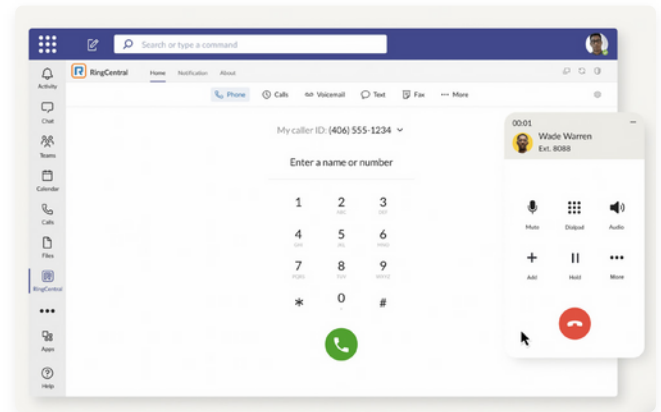 Search or type a command
Activity
Chat
Teams
Calendar
Calls
Files
RingCentral
Apps
Help
RingCentral Home Notification About
Phone Calls Voicemail Text Fax More
My caller ID: (406) 555-1234
Enter a name or number
1 2 3
ABC DEF
4 5 6
GHI JKL MNO
7 8 9
PQRS TUV WXYZ
* 0 #
00:01
Wade Warren
Ext. 8088
Mute Dialpad Audio
Add Hold More